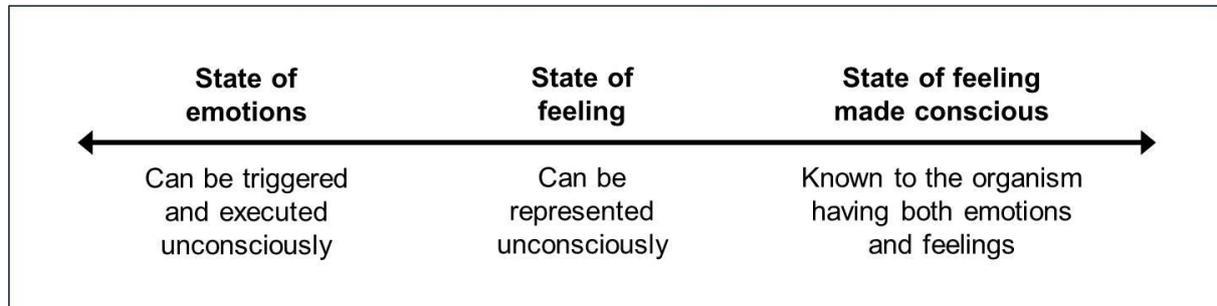 State of
emotions
State of
feeling
State of feeling
made conscious
Can be triggered
and executed
unconsciously
Can be
represented
unconsciously
Known to the organism
having both emotions
and feelings